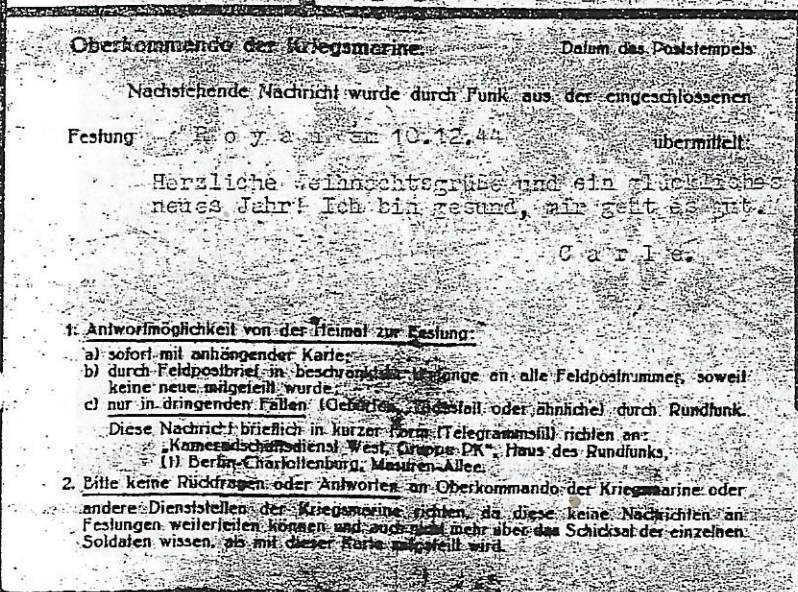 Oberkommando der Kriegsmarine. Datum des Poststempels
Nachstehende Nachricht wurde durch Funk aus der eingeschlossenen
Festung R o y a n am 10.12.44 übermittelt:
Herzliche Weihnachtsgrüße und ein glückliches
neues Jahr! Ich bin gesund, mir geht es gut.
C a r l e.
1. Antwortmöglichkeit von der Heimat zur Festung:
a) sofort mit anhängender Karte;
b) durch Feldpostbrief in beschränktem an alle Feldpostnummer, soweit
keine neue mitgeteilt wurde;
c) nur in dringenden Fällen (Geburten, Todesfall oder ähnliche) durch Rundfunk.
Diese Nachricht brieflich in kurzer Form (Telegrammstil) richten an:
„Kameradschaftsdienst West, Gruppe PK", Haus des Rundfunks,
(1) Berlin-Charlottenburg, Masuren-Allee.
2. Bitte keine Rückfragen oder Antworten an Oberkommando der Kriegsmarine oder
andere Dienststellen der Kriegsmarine richten, da diese keine Nachrichten an
Festungen weiterleiten können und auch nicht mehr über das Schicksal der einzelnen
Soldaten wissen, als mit dieser Karte mitgeteilt wird.